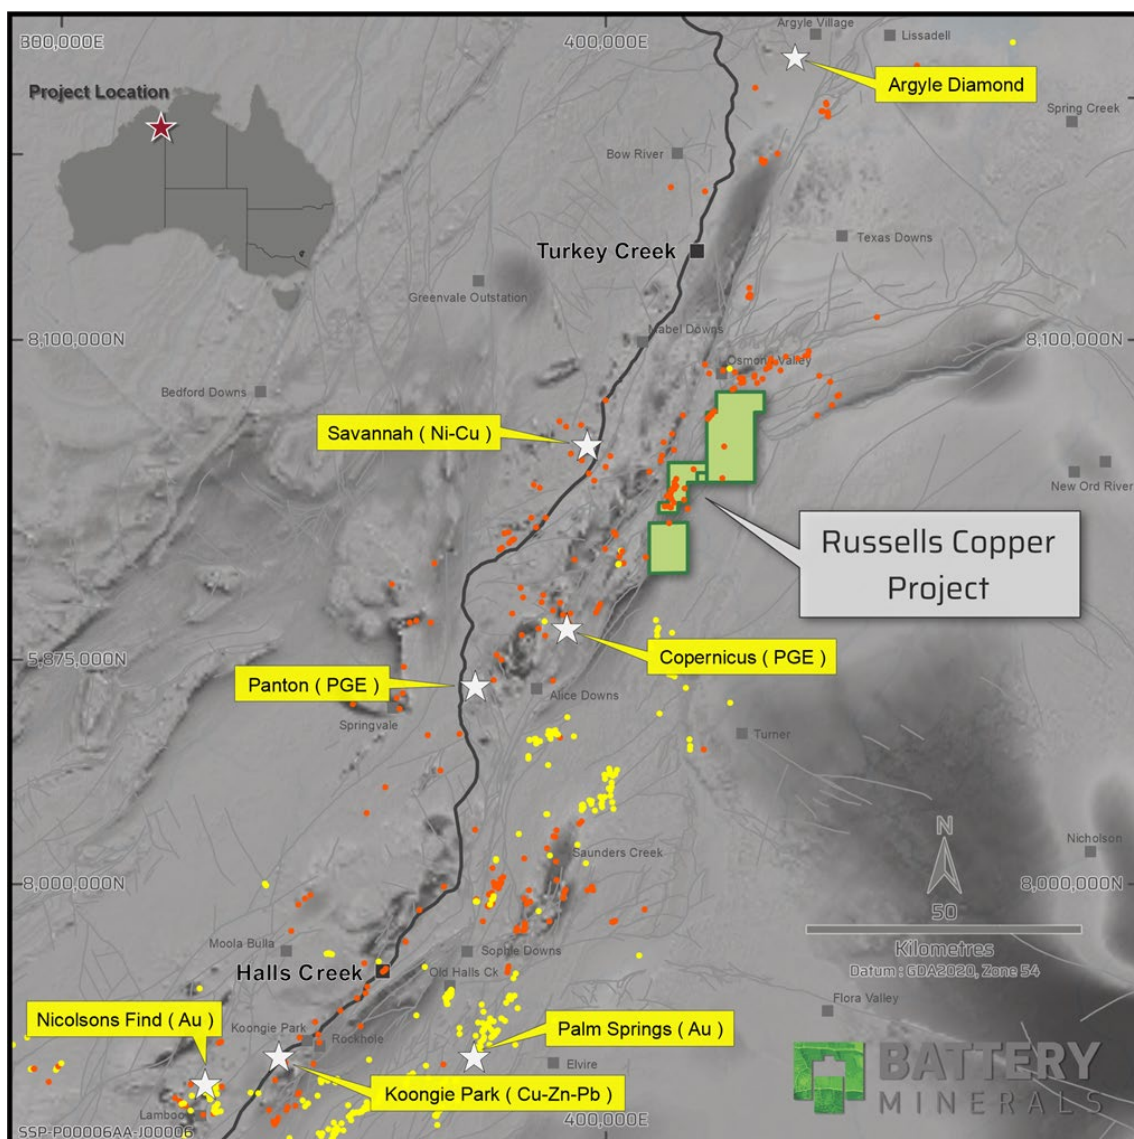 300,000E
400,000E
Argyle Village
Lissadell
Project Location
Argyle Diamond
Spring Creek
Bow River
Texas Downs
Turkey Creek
Greenvale Outstation
8,100,000N
Mabel Downs
8,100,000N
Osmond Valley
Bedford Downs
Savannah ( Ni-Cu )
New Ord River
Russells Copper
Project
5,875,000N
Copernicus ( PGE )
Panton ( PGE )
Alice Downs
Springvale
Turner
N
Nicholson
Saunders Creek
8,000,000N
8,000,000N
50
Kilometres
Datum : GDA2020, Zone 54
Moola Bulla
Sophie Downs
Halls Creek
Old Halls Ck
Flora Valley
Nicolsons Find ( Au )
Koongie Park
Rockhole
Palm Springs ( Au )
Elvire
Koongie Park ( Cu-Zn-Pb )
BATTERY
MINERALS
Lamboo
SSP-P00006AA-J00006
400,000E